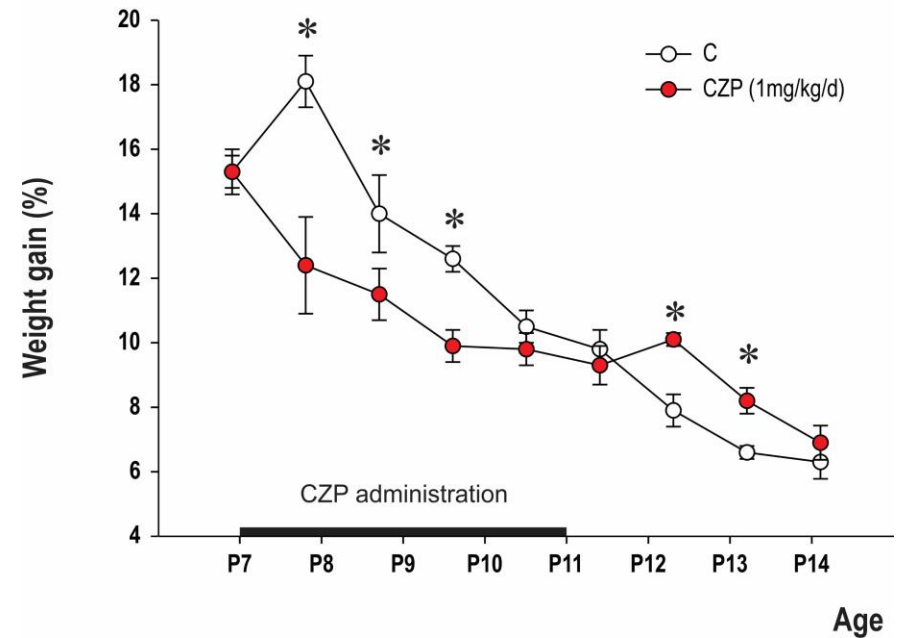 Weight gain (%)
20
18
16
14
12
10
8
6
4
*
*
*
*
*
C
CZP (1mg/kg/d)
CZP administration
P7 P8 P9 P10 P11 P12 P13 P14
Age